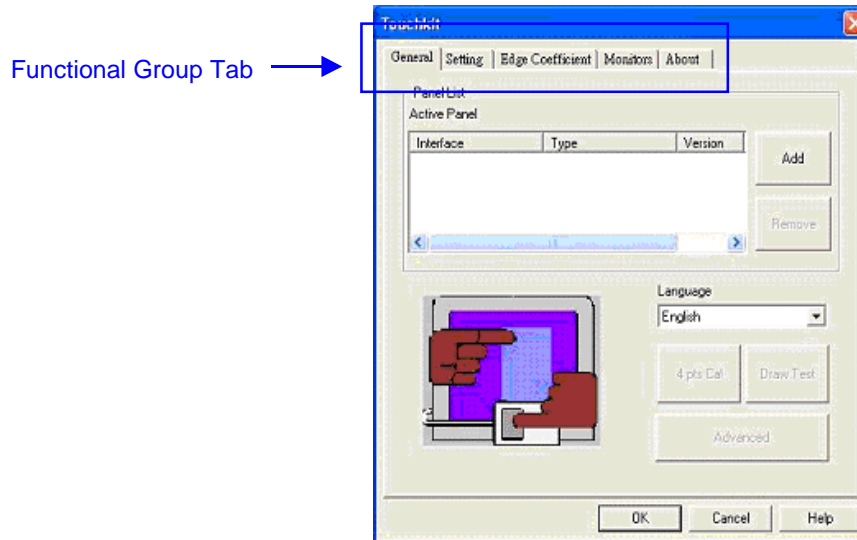 Touchkit
Functional Group Tab
General Setting Edge Coefficient Monitors About
Panel List
Active Panel
Interface Type Version
Add
Remove
Language
English
4 pts Cal Draw Test
Advanced
OK Cancel Help